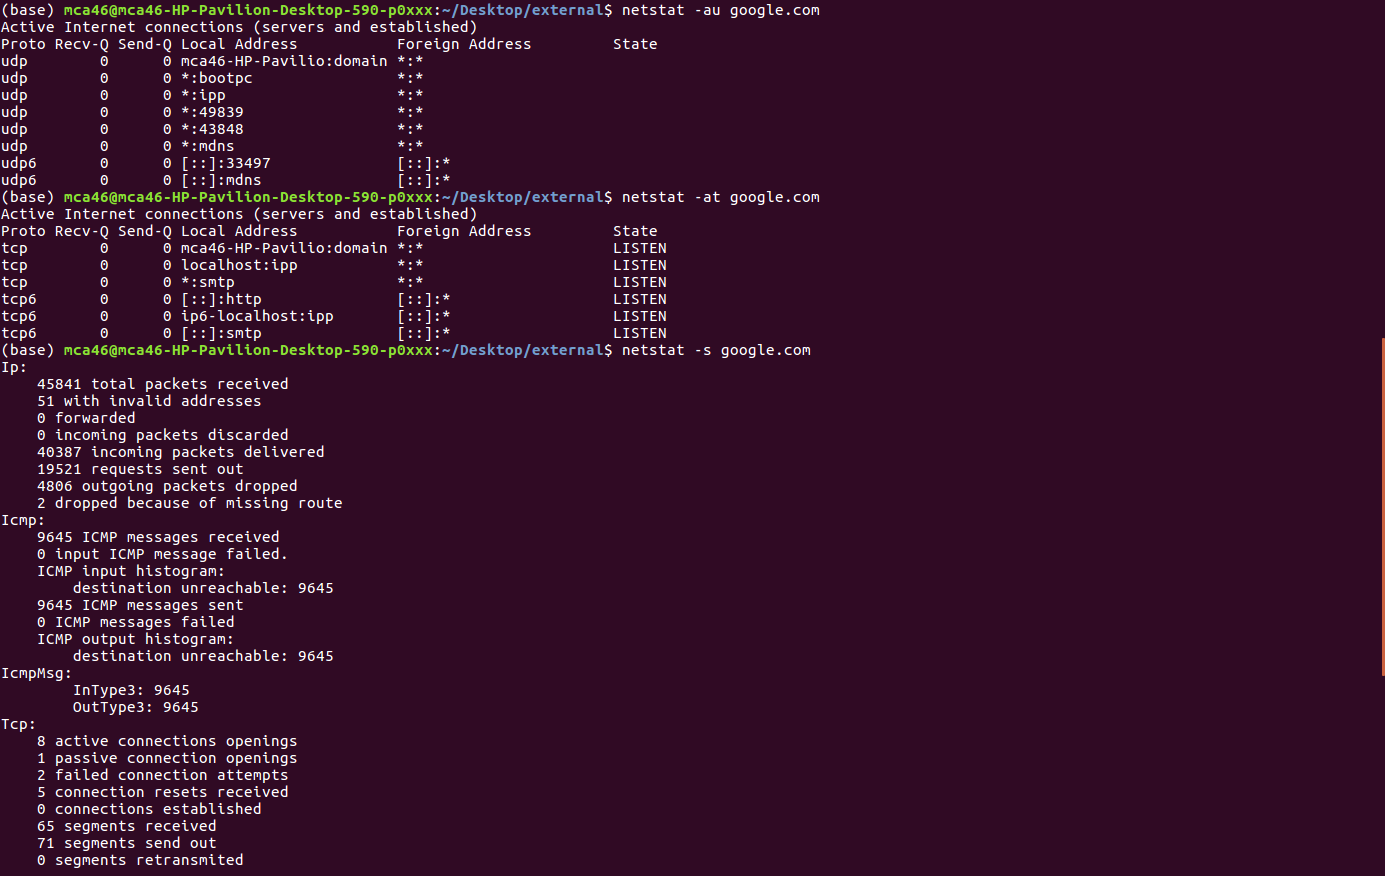 (base) mca46@mca46-HP-Pavilion-Desktop-590-p0xxx:~/Desktop/external$ netstat -au google.com
Active Internet connections (servers and established)
Proto Recv-Q Send-Q Local Address           Foreign Address         State
udp        0      0 mca46-HP-Pavilio:domain *:*
udp        0      0 *:bootpc                *:*
udp        0      0 *:ipp                   *:*
udp        0      0 *:49839                 *:*
udp        0      0 *:43848                 *:*
udp        0      0 *:mdns                  *:*
udp6       0      0 [::]:33497              [::]:*
udp6       0      0 [::]:mdns               [::]:*
(base) mca46@mca46-HP-Pavilion-Desktop-590-p0xxx:~/Desktop/external$ netstat -at google.com
Active Internet connections (servers and established)
Proto Recv-Q Send-Q Local Address           Foreign Address         State
tcp        0      0 mca46-HP-Pavilio:domain *:*                     LISTEN
tcp        0      0 localhost:ipp           *:*                     LISTEN
tcp        0      0 *:smtp                  *:*                     LISTEN
tcp6       0      0 [::]:http               [::]:*                  LISTEN
tcp6       0      0 ip6-localhost:ipp       [::]:*                  LISTEN
tcp6       0      0 [::]:smtp               [::]:*                  LISTEN
(base) mca46@mca46-HP-Pavilion-Desktop-590-p0xxx:~/Desktop/external$ netstat -s google.com
Ip:
    45841 total packets received
    51 with invalid addresses
    0 forwarded
    0 incoming packets discarded
    40387 incoming packets delivered
    19521 requests sent out
    4806 outgoing packets dropped
    2 dropped because of missing route
Icmp:
    9645 ICMP messages received
    0 input ICMP message failed.
    ICMP input histogram:
        destination unreachable: 9645
    9645 ICMP messages sent
    0 ICMP messages failed
    ICMP output histogram:
        destination unreachable: 9645
IcmpMsg:
        InType3: 9645
        OutType3: 9645
Tcp:
    8 active connections openings
    1 passive connection openings
    2 failed connection attempts
    5 connection resets received
    0 connections established
    65 segments received
    71 segments send out
    0 segments retransmited